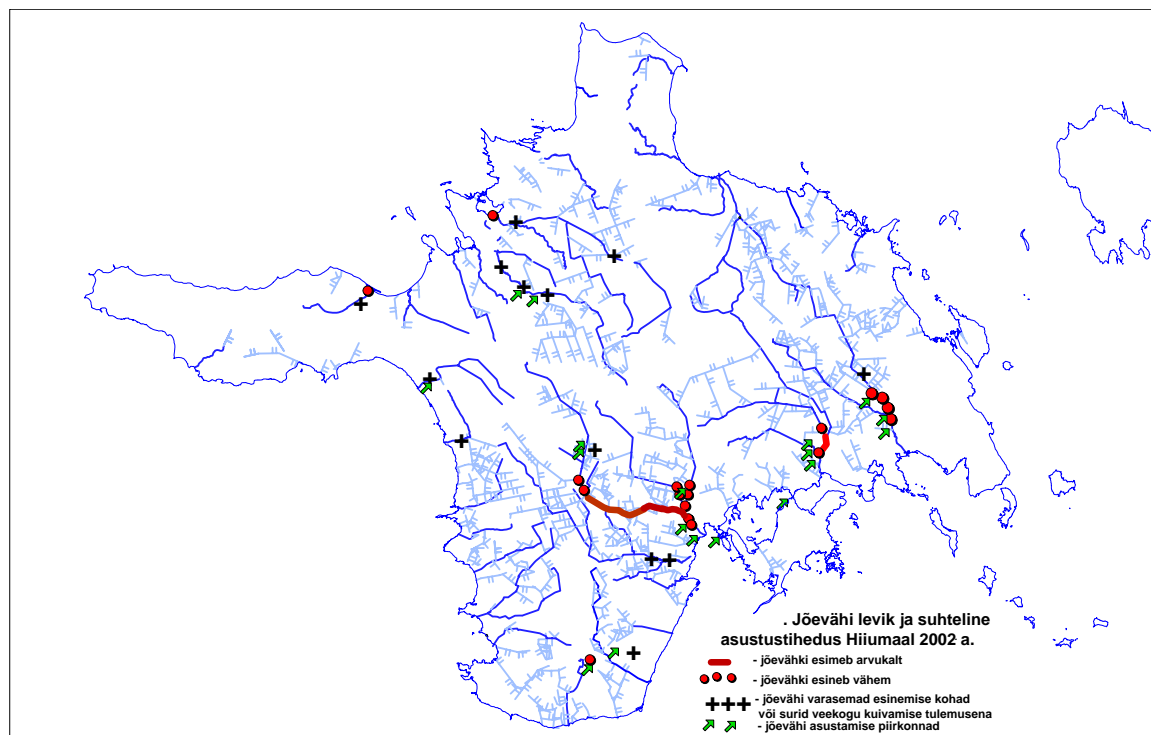 . Jõevähi levik ja suhteline
asustustihedus Hiiumaal 2002 a.
- jõevähki esimeb arvukalt
- jõevähki esineb vähem
- jõevähi varasemad esinemise kohad
või surid veekogu kuivamise tulemusena
- jõevähi asustamise piirkonnad